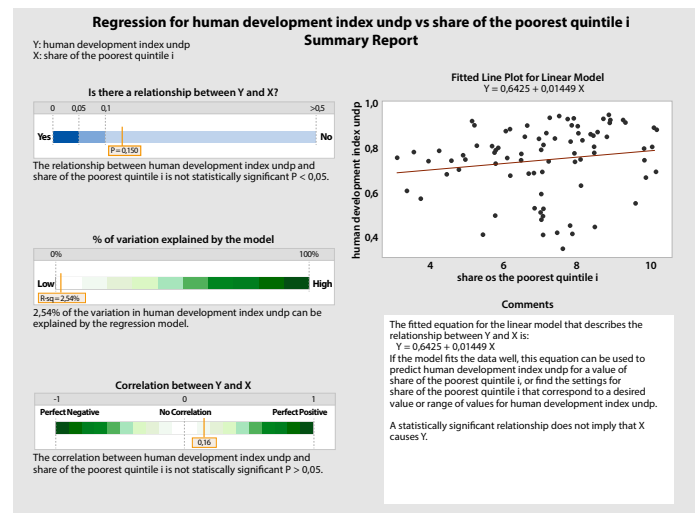 Regression for human development index undp vs share of the poorest quintile i
Summary Report
Y: human development index undp
X: share of the poorest quintile i
Is there a relationship between Y and X?
0 0,05 0,1 >0,5
Yes No
P = 0,150
The relationship between human development index undp and
share of the poorest quintile i is not statistically significant P < 0,05.
% of variation explained by the model
0% 100%
Low High
R-sq = 2,54%
2,54% of the variation in human development index undp can be
explained by the regression model.
Correlation between Y and X
-1 0 1
Perfect Negative No Correlation Perfect Positive
0,16
The correlation between human development index undp and
share of the poorest quintile i is not statiscally significant P > 0,05.
Fitted Line Plot for Linear Model
Y = 0,6425 + 0,01449 X
human development index undp
1,0
0,8
0,6
0,4
4 6 8 10
share os the poorest quintile i
Comments
The fitted equation for the linear model that describes the
relationship between Y and X is:
Y = 0,6425 + 0,01449 X
If the model fits the data well, this equation can be used to
predict human development index undp for a value of
share of the poorest quintile i, or find the settings for
share of the poorest quintile i that correspond to a desired
value or range of values for human development index undp.
A statistically significant relationship does not imply that X
causes Y.